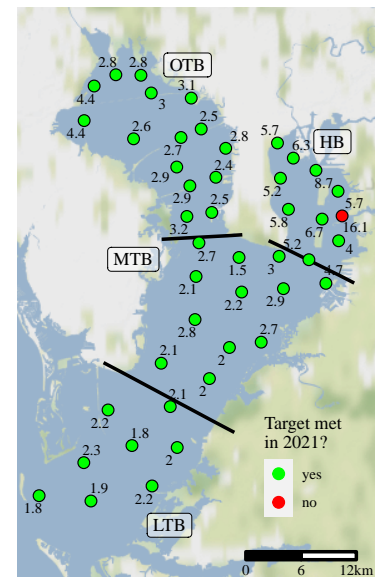 2.8 2.8
OTB
4.4 3 3.1
4.4 2.6 2.5
2.7 2.8
5.7 HB
6.3
2.9 2.4 5.2 8.7
5.7
2.9
3.2 2.5 5.8 6.7 16.1
MTB 2.7 5.2 4
2.1 1.5 3 4.7
2.2 2.9
2.8
2.1 2 2.7
2
2.1
2.2
Target met
in 2021?
yes
no
2.3 1.8 2
1.8 1.9 2.2
LTB
0 6 12km